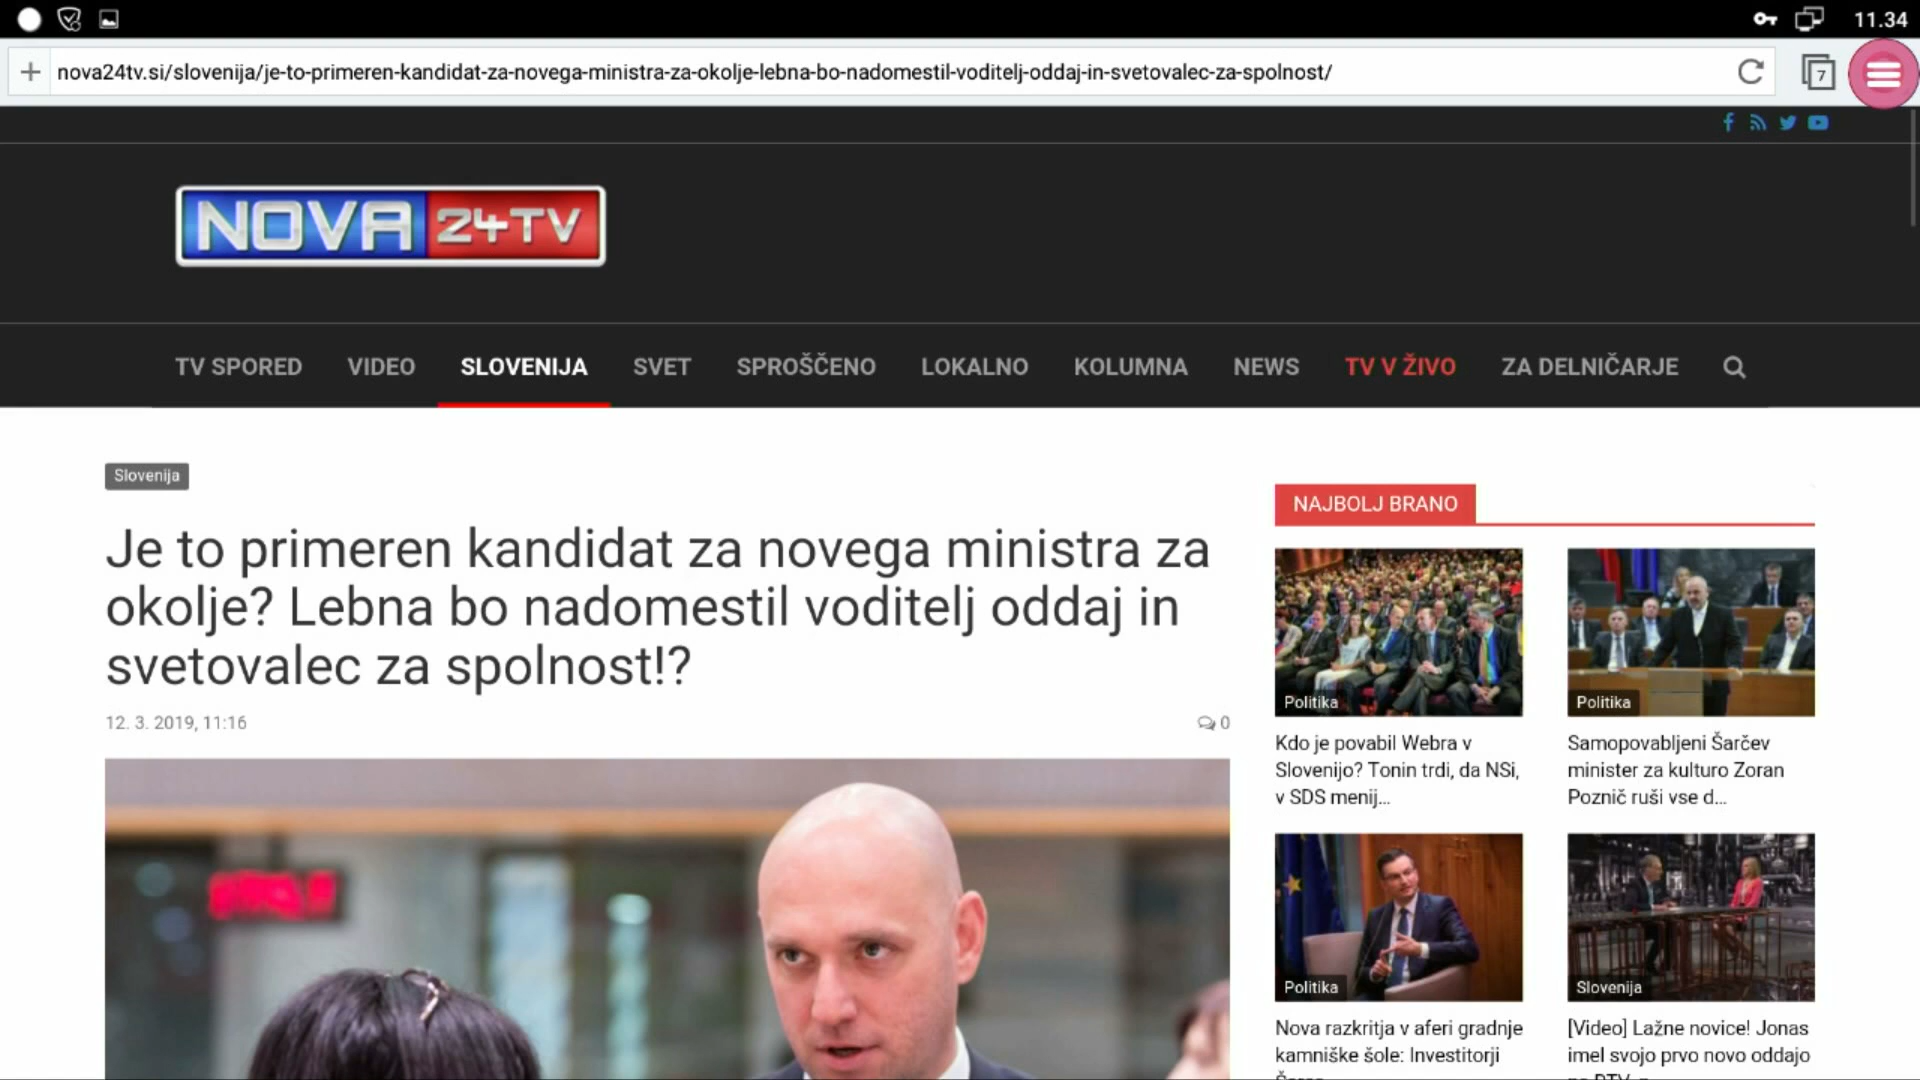 11.34
nova24tv.si/slovenija/je-to-primeren-kandidat-za-novega-ministra-za-okolje-lebna-bo-nadomestil-voditelj-oddaj-in-svetovalec-za-spolnost/
7
NOVA 24TV
TV SPORED VIDEO SLOVENIJA SVET SPROŠČENO LOKALNO KOLUMNA NEWS TV V ŽIVO ZA DELNIČARJE
Slovenija
Je to primeren kandidat za novega ministra za
okolje? Lebna bo nadomestil voditelj oddaj in
svetovalec za spolnost!?
12. 3. 2019, 11:16
0
NAJBOLJ BRANO
Politika
Kdo je povabil Webra v
Slovenijo? Tonin trdi, da NSi,
v SDS menij...
Politika
Samopovabljeni Šarčev
minister za kulturo Zoran
Poznič ruši vse d...
Politika
Nova razkritja v aferi gradnje
kamniške šole: Investitorji
Slovenija
[Video] Lažne novice! Jonas
imel svojo prvo novo oddajo